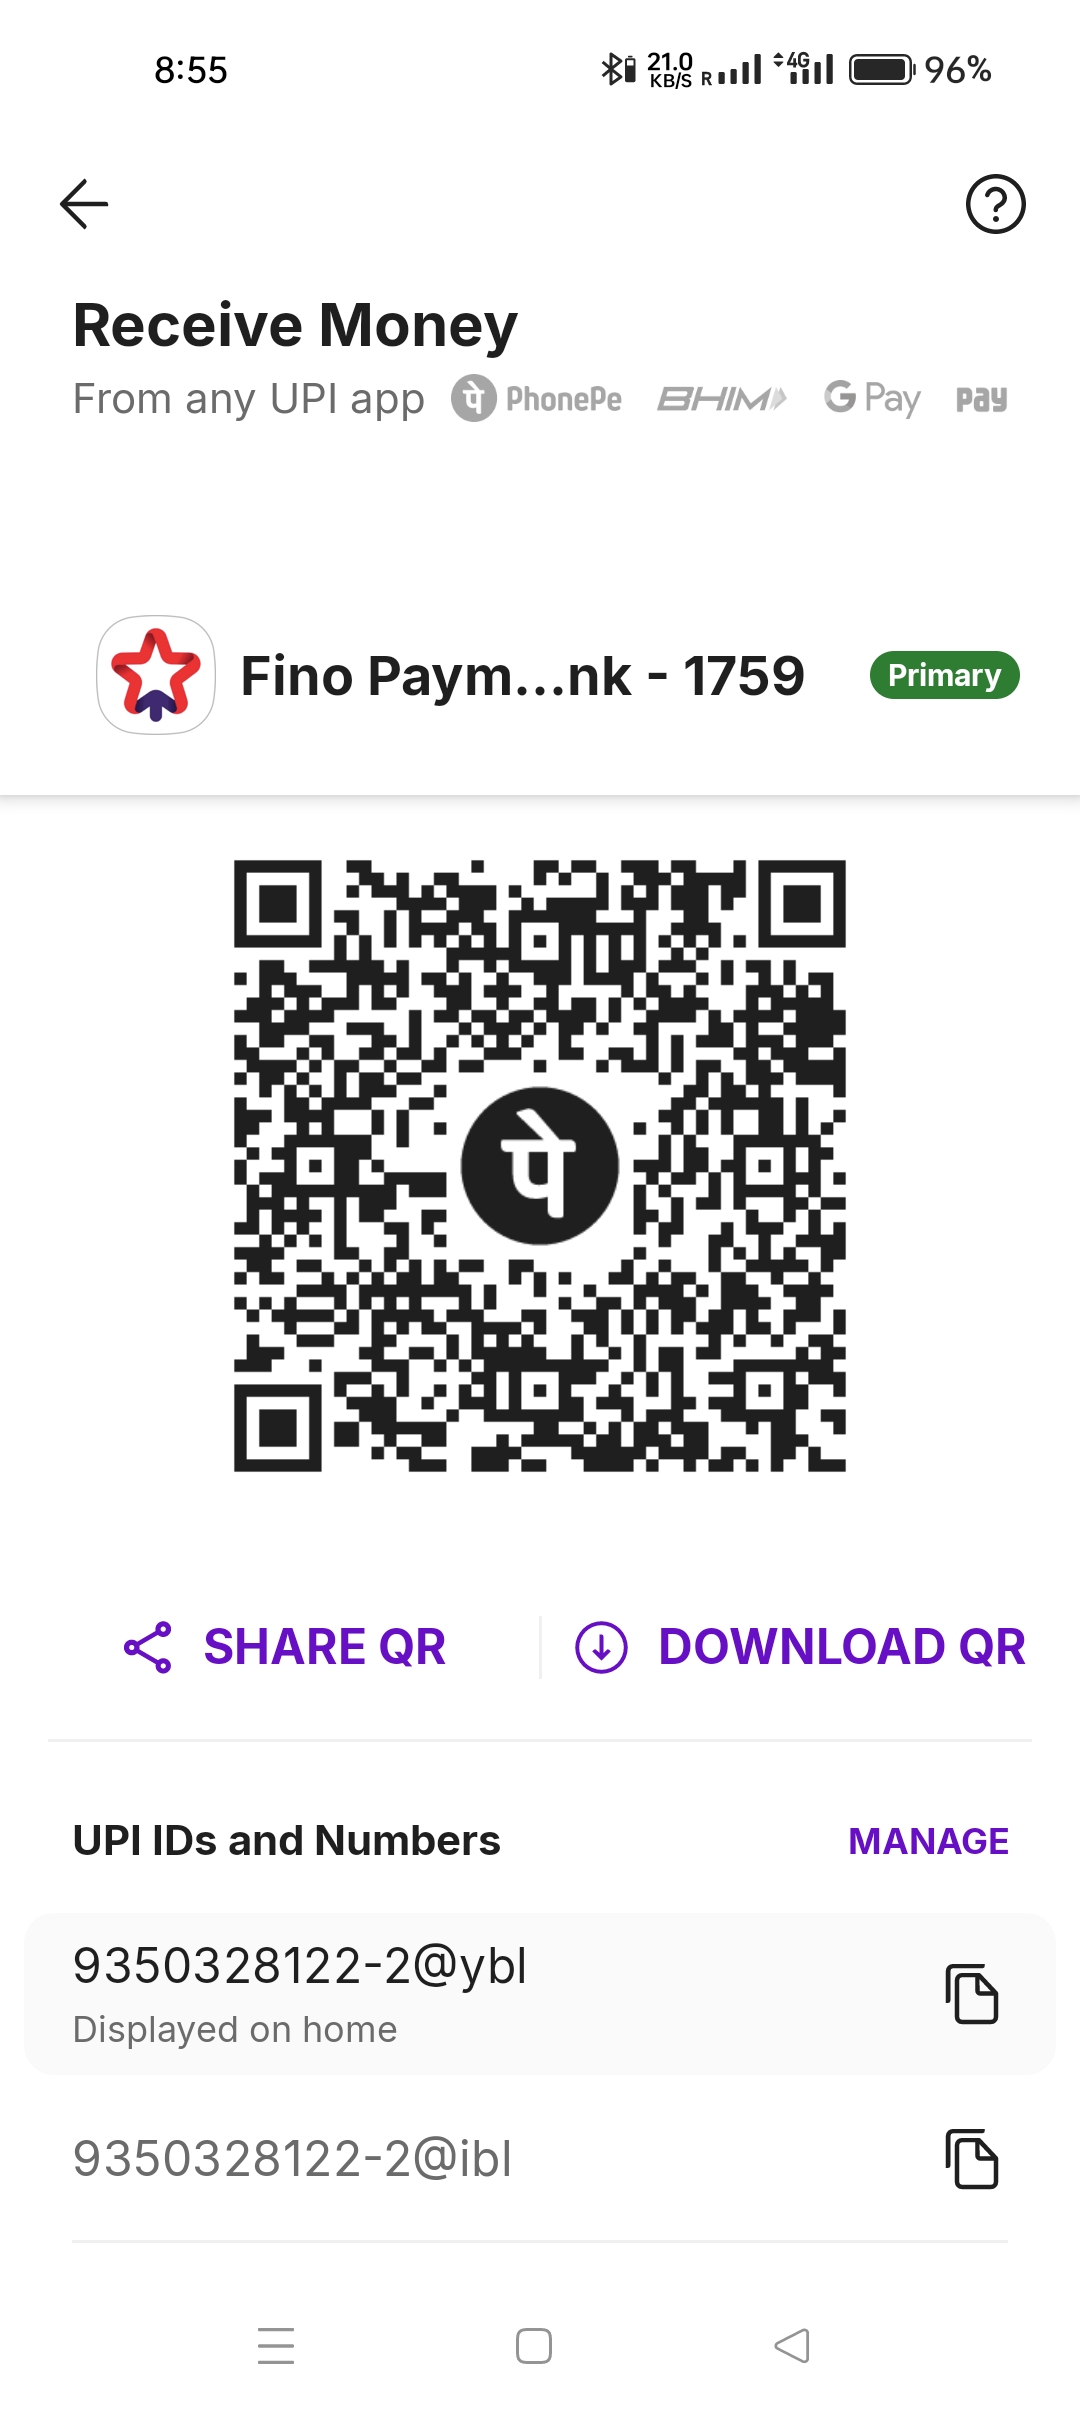 8:55 21.0 KB/S R 4G 96%
Receive Money
From any UPI app पे PhonePe BHIM G Pay pay
Fino Paym...nk - 1759 Primary
पे
SHARE QR DOWNLOAD QR
UPI IDs and Numbers MANAGE
9350328122-2@ybl
Displayed on home
9350328122-2@ibl